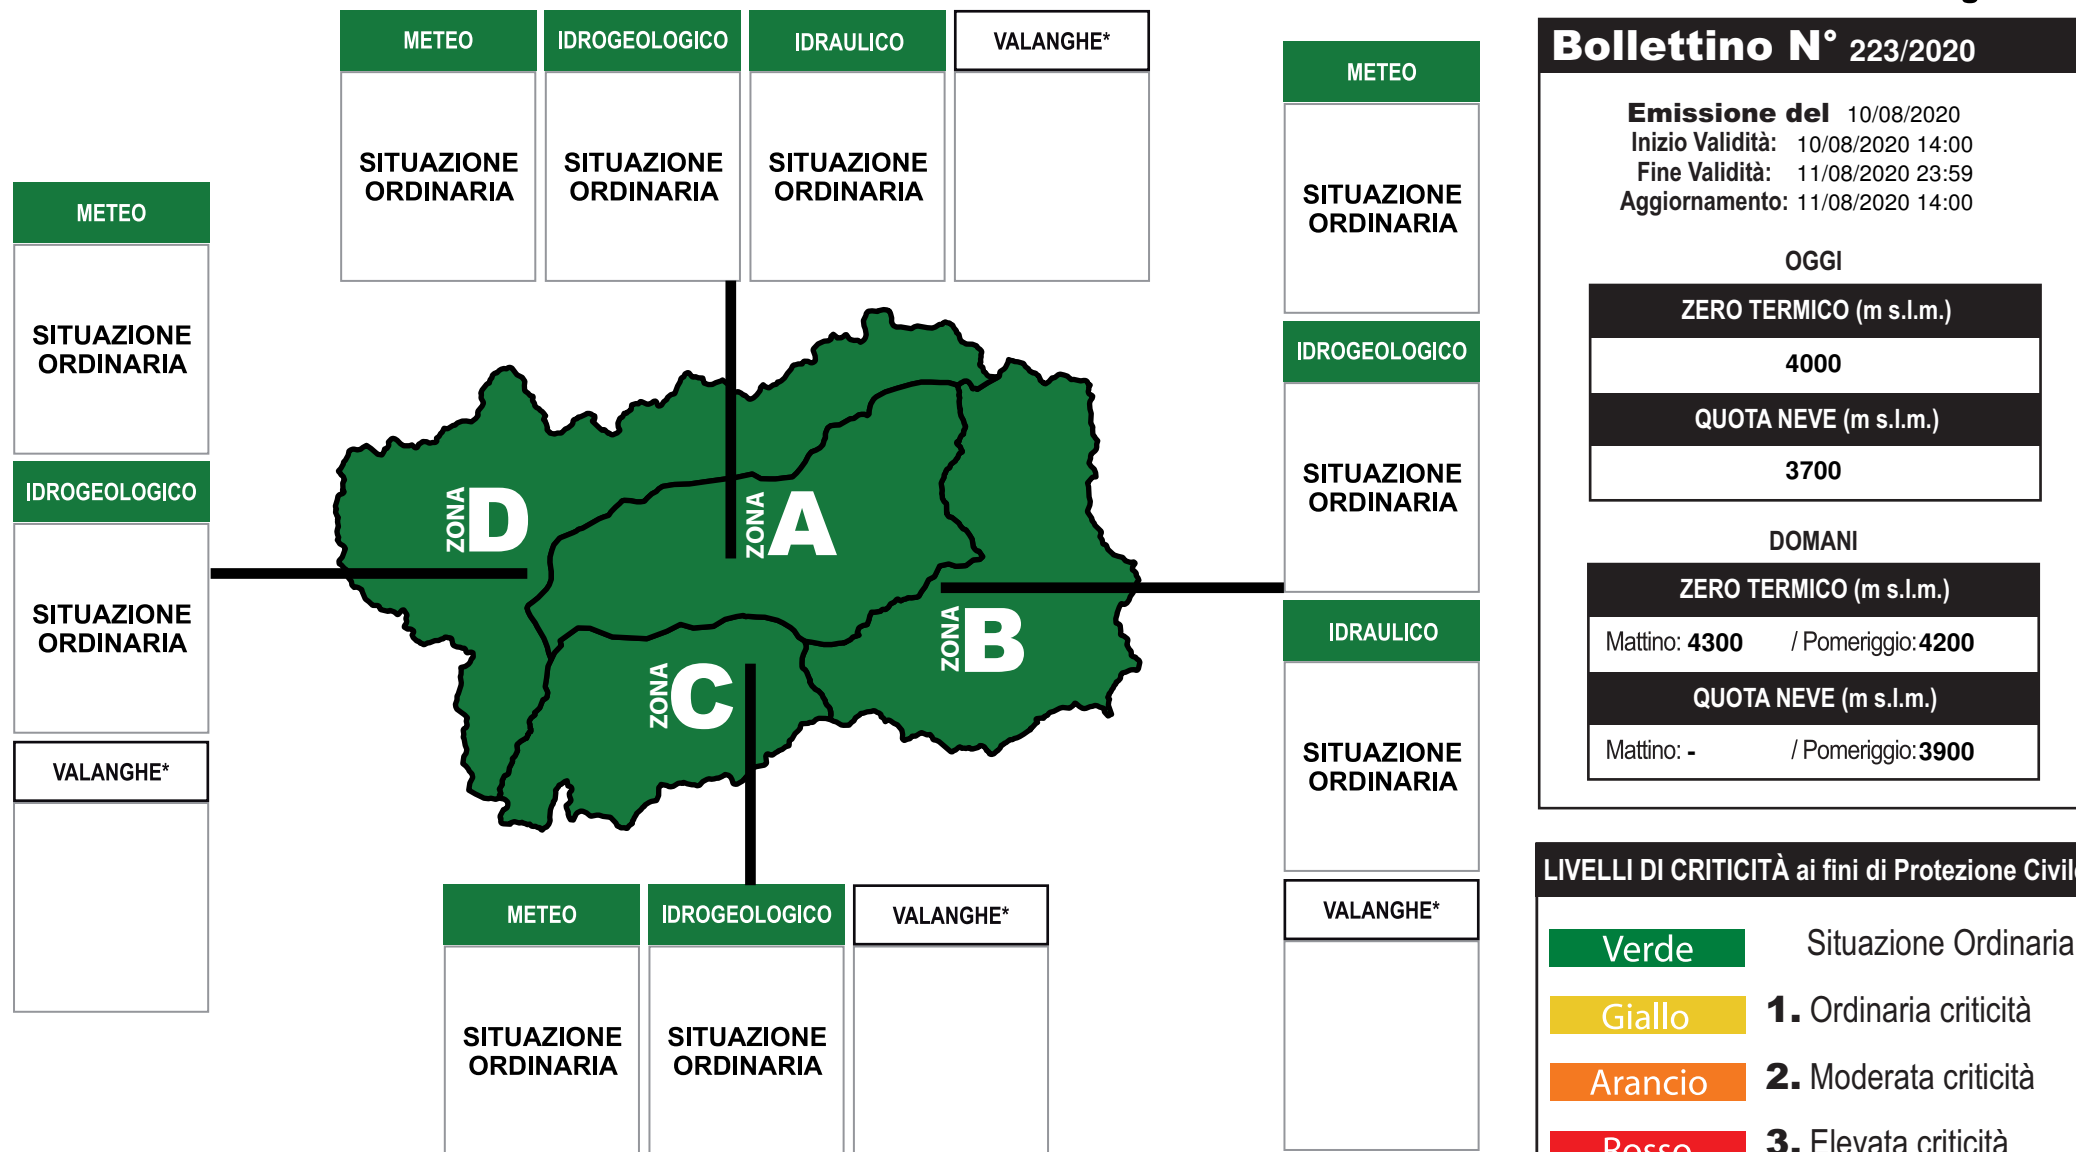 METEO
IDROGEOLOGICO
IDRAULICO
VALANGHE*
SITUAZIONE
ORDINARIA
SITUAZIONE
ORDINARIA
SITUAZIONE
ORDINARIA
METEO
SITUAZIONE
ORDINARIA
IDROGEOLOGICO
SITUAZIONE
ORDINARIA
VALANGHE*
ZONA D
ZONA A
ZONA B
ZONA C
METEO
SITUAZIONE
ORDINARIA
IDROGEOLOGICO
SITUAZIONE
ORDINARIA
IDRAULICO
SITUAZIONE
ORDINARIA
VALANGHE*
METEO
IDROGEOLOGICO
VALANGHE*
SITUAZIONE
ORDINARIA
SITUAZIONE
ORDINARIA
Bollettino N° 223/2020
Emissione del 10/08/2020
Inizio Validità: 10/08/2020 14:00
Fine Validità: 11/08/2020 23:59
Aggiornamento: 11/08/2020 14:00
OGGI
ZERO TERMICO (m s.l.m.)
4000
QUOTA NEVE (m s.l.m.)
3700
DOMANI
ZERO TERMICO (m s.l.m.)
Mattino: 4300 / Pomeriggio: 4200
QUOTA NEVE (m s.l.m.)
Mattino: - / Pomeriggio: 3900
LIVELLI DI CRITICITÀ ai fini di Protezione Civile
Verde Situazione Ordinaria
Giallo 1. Ordinaria criticità
Arancio 2. Moderata criticità
Rosso 3. Elevata criticità